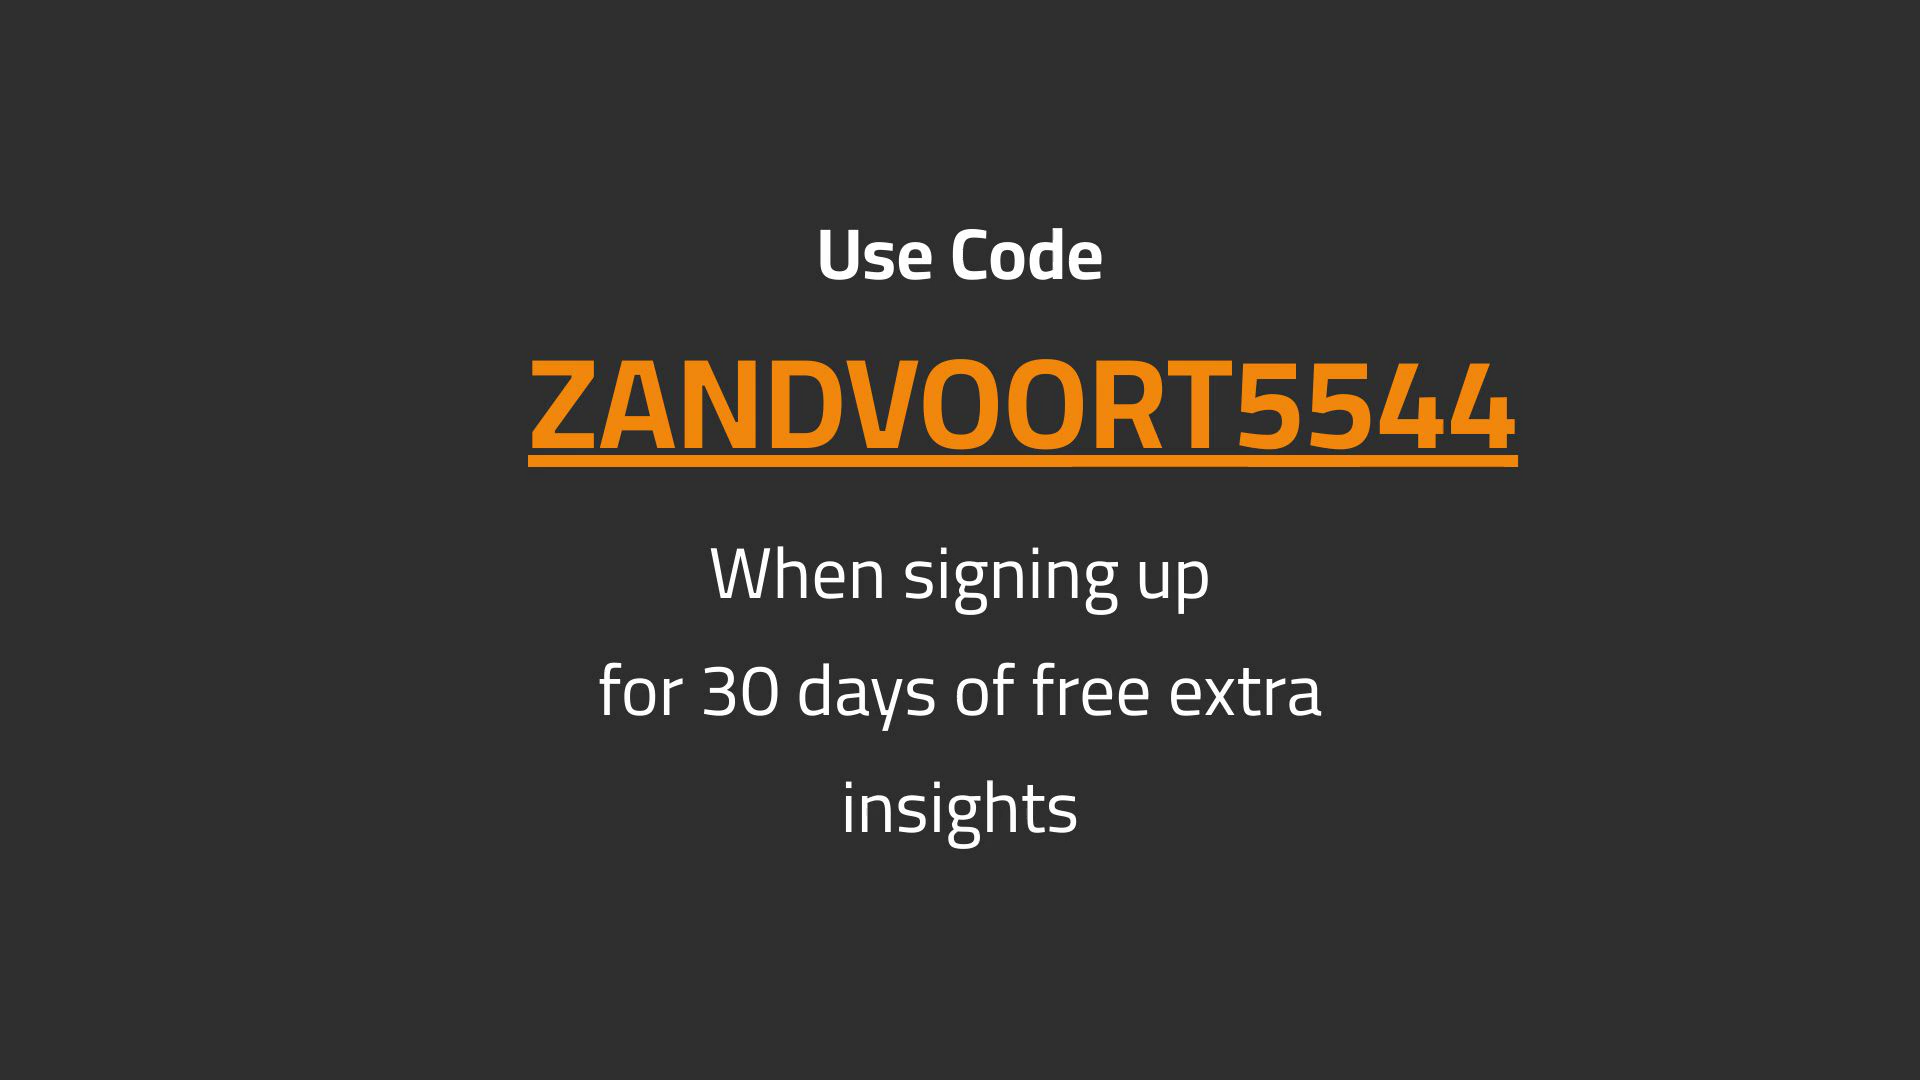 Use Code
ZANDVOORT5544
When signing up
for 30 days of free extra
insights